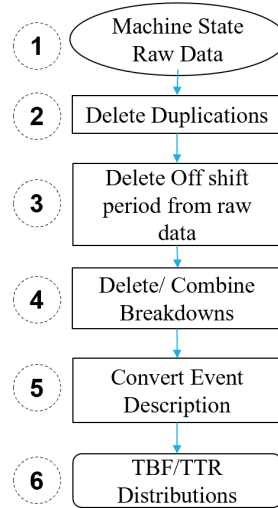 1
Machine State
Raw Data
2
Delete Duplications
3
Delete Off shift
period from raw
data
4
Delete/ Combine
Breakdowns
5
Convert Event
Description
6
TBF/TTR
Distributions